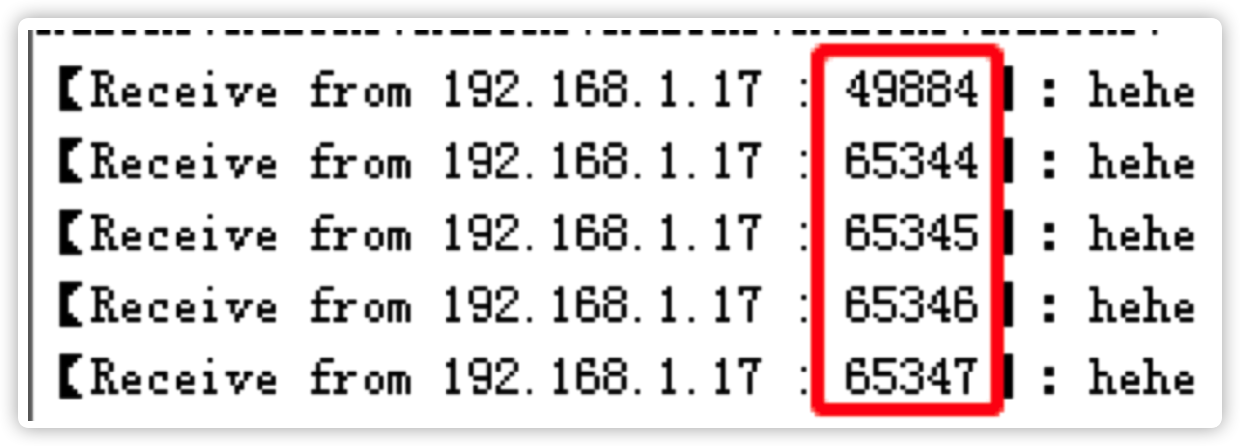 【Receive from 192.168.1.17 : 49884】 : hehe
【Receive from 192.168.1.17 : 65344】 : hehe
【Receive from 192.168.1.17 : 65345】 : hehe
【Receive from 192.168.1.17 : 65346】 : hehe
【Receive from 192.168.1.17 : 65347】 : hehe